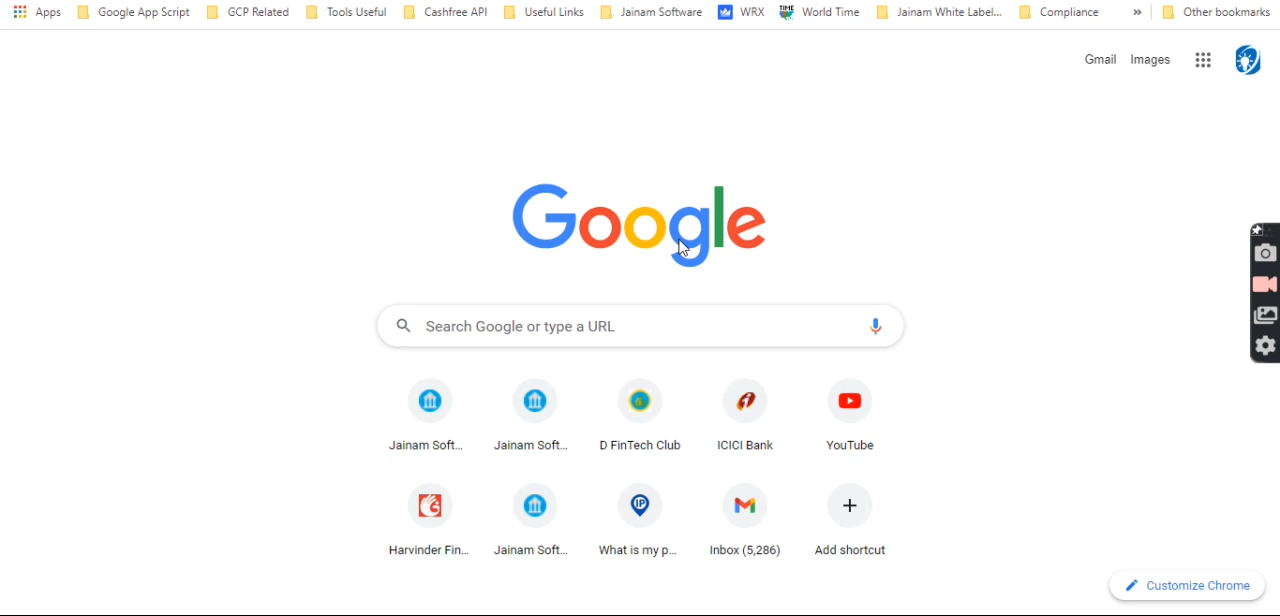 Apps Google App Script GCP Related Tools Useful Cashfree API Useful Links Jainam Software WRX TIME World Time Jainam White Label... Compliance » Other bookmarks
Gmail Images
Google
Search Google or type a URL
Jainam Soft... Jainam Soft... D FinTech Club ICICI Bank YouTube
IP
Harvinder Fin... Jainam Soft... What is my p... Inbox (5,286) Add shortcut
Customize Chrome